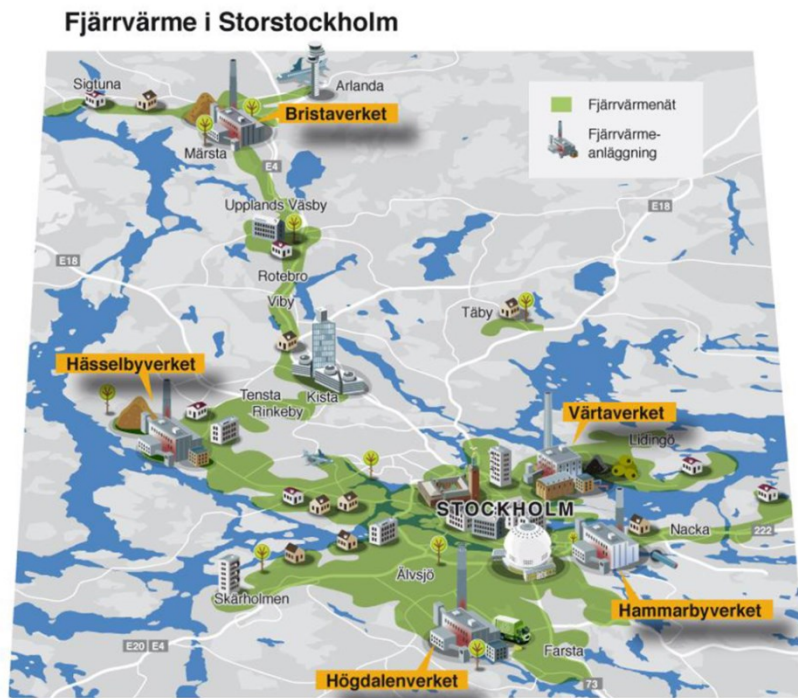 Fjärrvärme i Storstockholm
Sigtuna
Arlanda
Bristaverket
Märsta
E4
Fjärrvärmenät
Fjärrvärme-
anläggning
Upplands Väsby
E18
E18
Rotebro
Viby
Täby
Hässelbyverket
Tensta
Rinkeby
Kista
Värtaverket
Lidingö
STOCKHOLM
Nacka
222
Älvsjö
Skärholmen
Hammarbyverket
E20 E4
Farsta
Högdalenverket
73